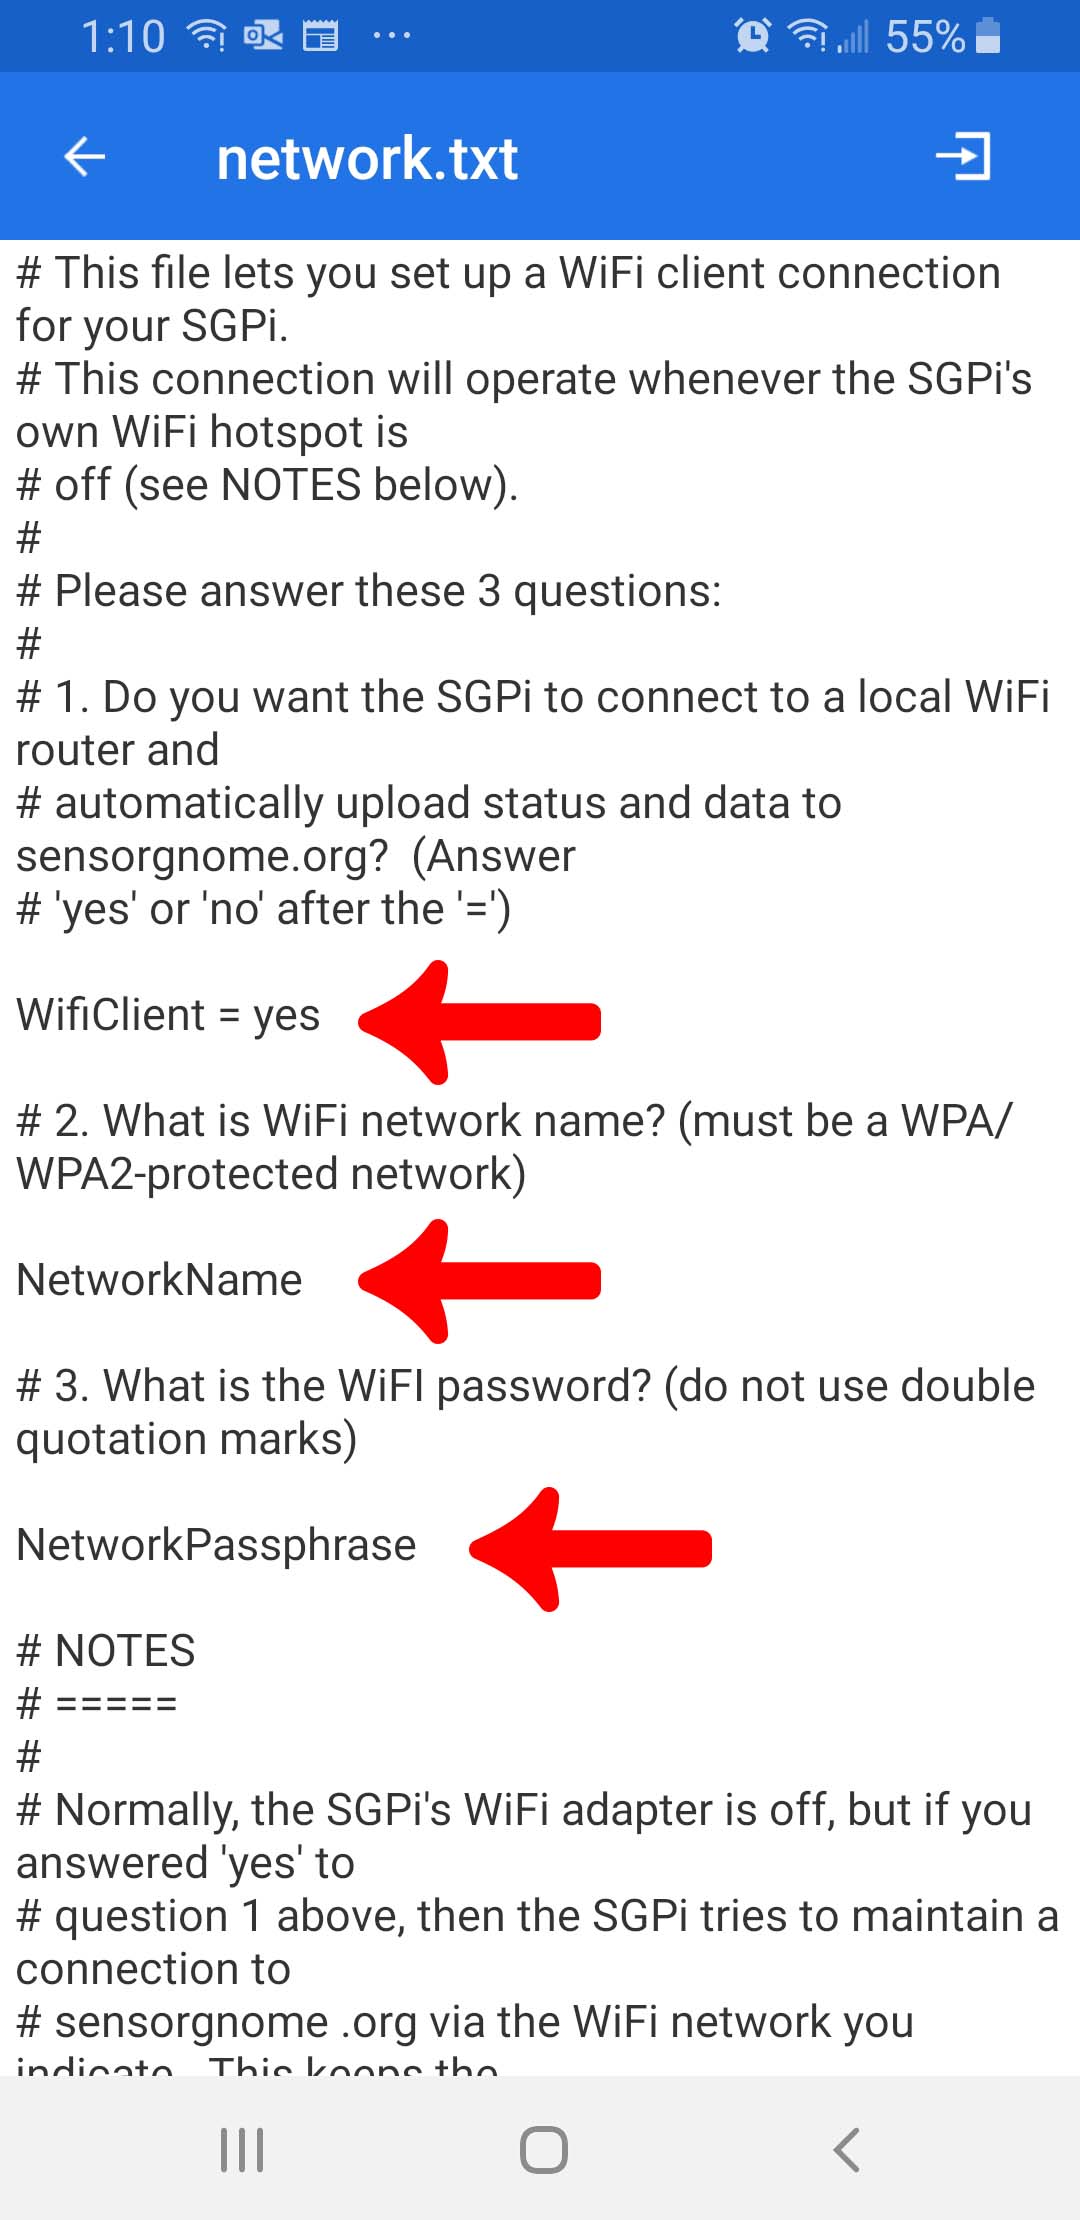 1:10
55%
network.txt
# This file lets you set up a WiFi client connection
for your SGPi.
# This connection will operate whenever the SGPi's
own WiFi hotspot is
# off (see NOTES below).
#
# Please answer these 3 questions:
#
# 1. Do you want the SGPi to connect to a local WiFi
router and
# automatically upload status and data to
sensorgnome.org?  (Answer
# 'yes' or 'no' after the '=')
WifiClient = yes
# 2. What is WiFi network name? (must be a WPA/
WPA2-protected network)
NetworkName
# 3. What is the WiFI password? (do not use double
quotation marks)
NetworkPassphrase
# NOTES
# =====
#
# Normally, the SGPi's WiFi adapter is off, but if you
answered 'yes' to
# question 1 above, then the SGPi tries to maintain a
connection to
# sensorgnome .org via the WiFi network you
indicate.  This keeps the